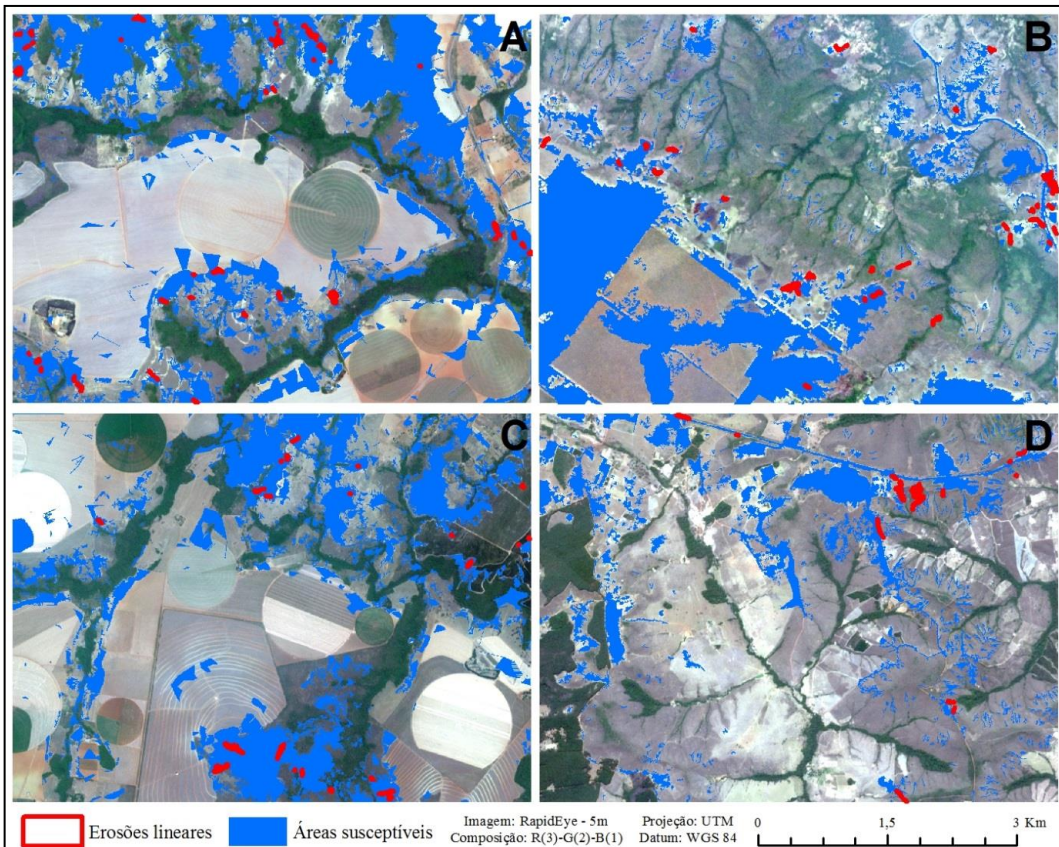 A
B
C
D
Erosões lineares
Áreas susceptíveis
Imagem: RapidEye - 5m
Composição: R(3)-G(2)-B(1)
Projeção: UTM
Datum: WGS 84
0 1,5 3 Km